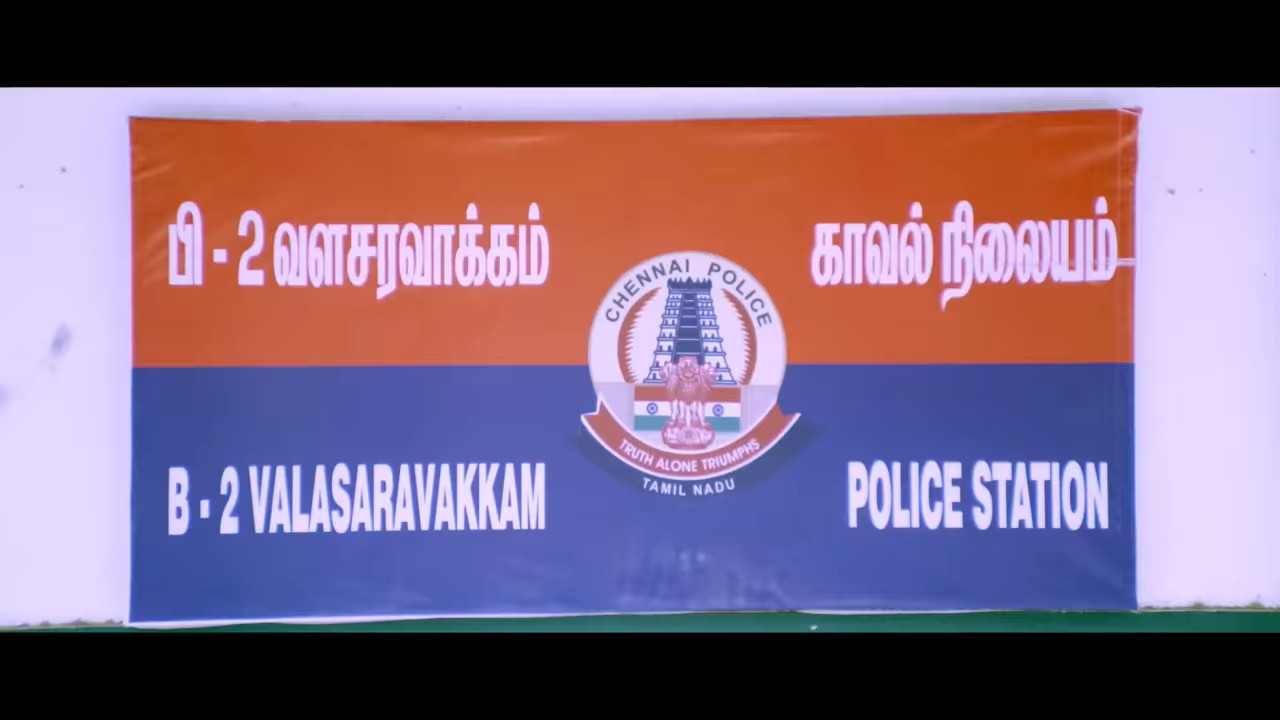 பி - 2 வளசரவாக்கம் காவல் நிலையம்
CHENNAI POLICE
TRUTH ALONE TRIUMPHS
TAMIL NADU
B - 2 VALASARAVAKKAM POLICE STATION